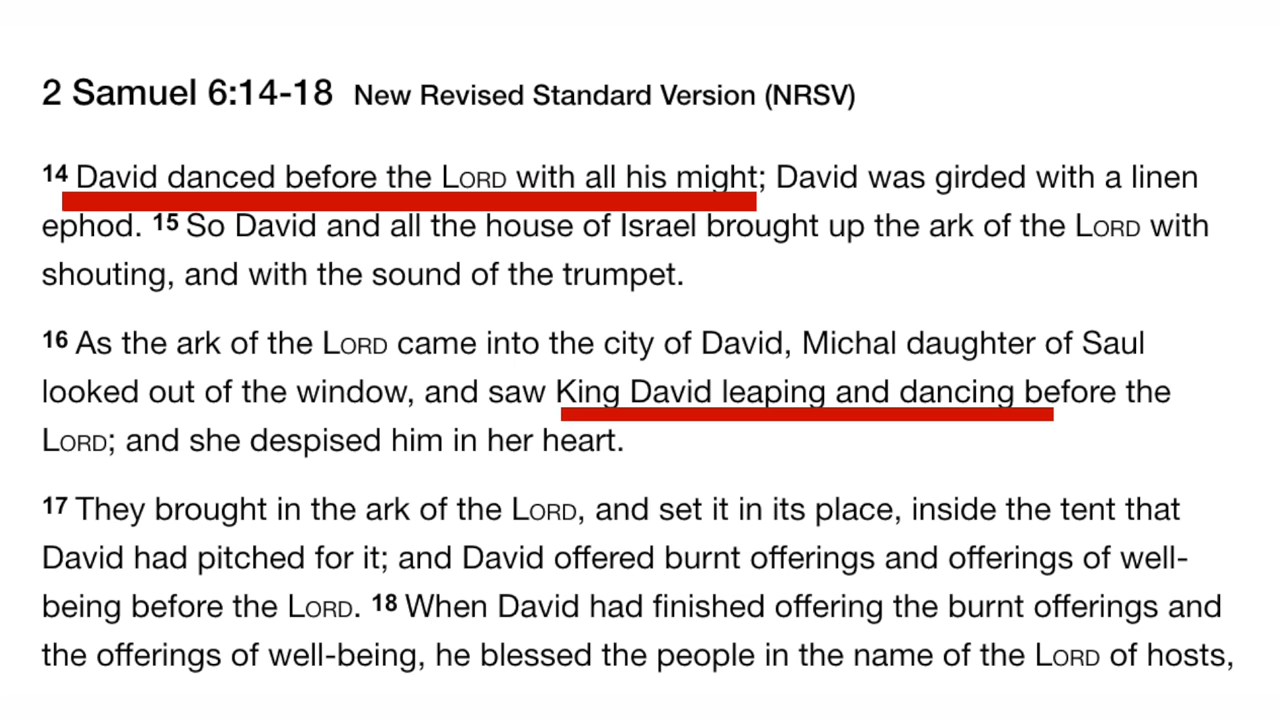 2 Samuel 6:14-18 New Revised Standard Version (NRSV)
14 David danced before the LORD with all his might; David was girded with a linen
ephod. 15 So David and all the house of Israel brought up the ark of the LORD with
shouting, and with the sound of the trumpet.
16 As the ark of the LORD came into the city of David, Michal daughter of Saul
looked out of the window, and saw King David leaping and dancing before the
LORD; and she despised him in her heart.
17 They brought in the ark of the LORD, and set it in its place, inside the tent that
David had pitched for it; and David offered burnt offerings and offerings of well-
being before the LORD. 18 When David had finished offering the burnt offerings and
the offerings of well-being, he blessed the people in the name of the LORD of hosts,